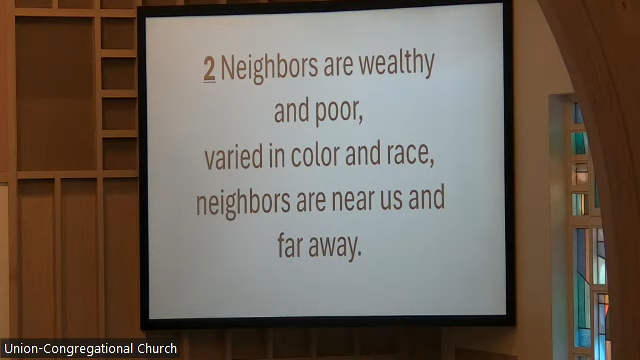 2 Neighbors are wealthy
and poor,
varied in color and race,
neighbors are near us and
far away.
Union-Congregational Church